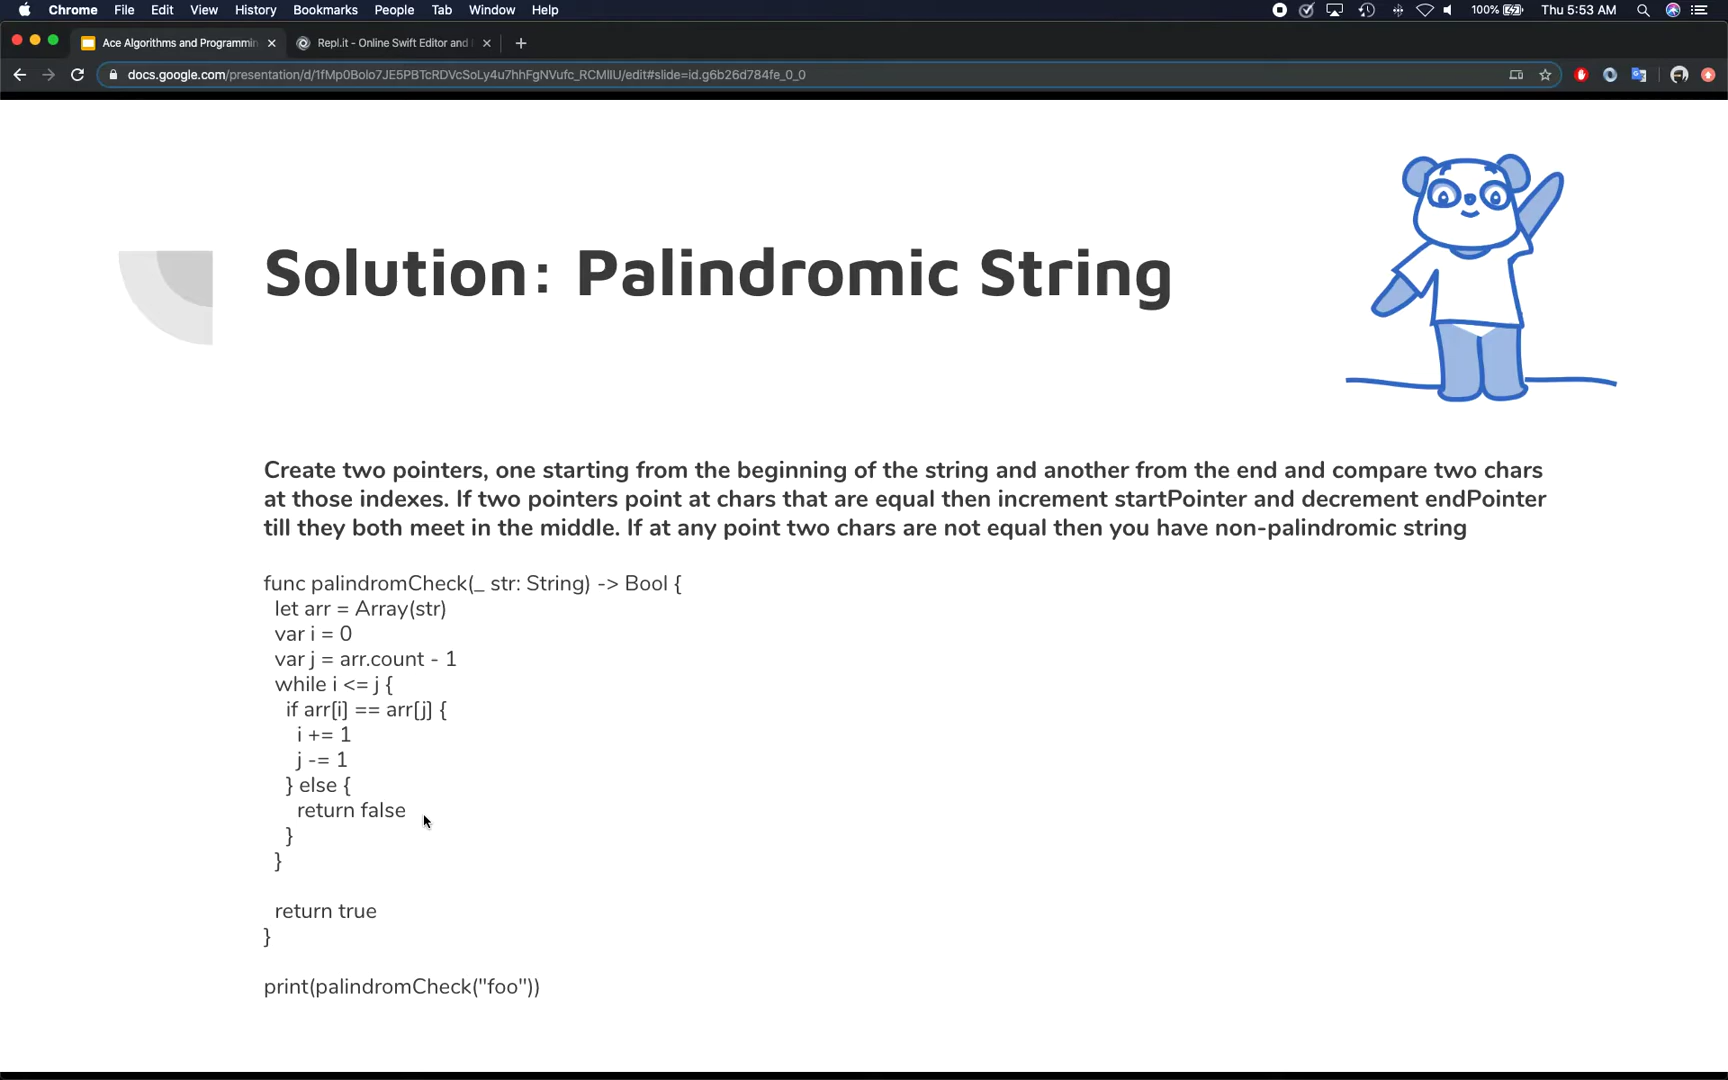 Chrome File Edit View History Bookmarks People Tab Window Help 100% Thu 5:53 AM
Ace Algorithms and Programmin Repl.it - Online Swift Editor and
docs.google.com/presentation/d/1fMp0Bolo7JE5PBTcRDVcSoLy4u7hhFgNVufc_RCMlIU/edit#slide=id.g6b26d784fe_0_0
Solution: Palindromic String
Create two pointers, one starting from the beginning of the string and another from the end and compare two chars
at those indexes. If two pointers point at chars that are equal then increment startPointer and decrement endPointer
till they both meet in the middle. If at any point two chars are not equal then you have non-palindromic string
func palindromCheck(_ str: String) -> Bool {
let arr = Array(str)
var i = 0
var j = arr.count - 1
while i <= j {
if arr[i] == arr[j] {
i += 1
j -= 1
} else {
return false
}
}
return true
}
print(palindromCheck("foo"))